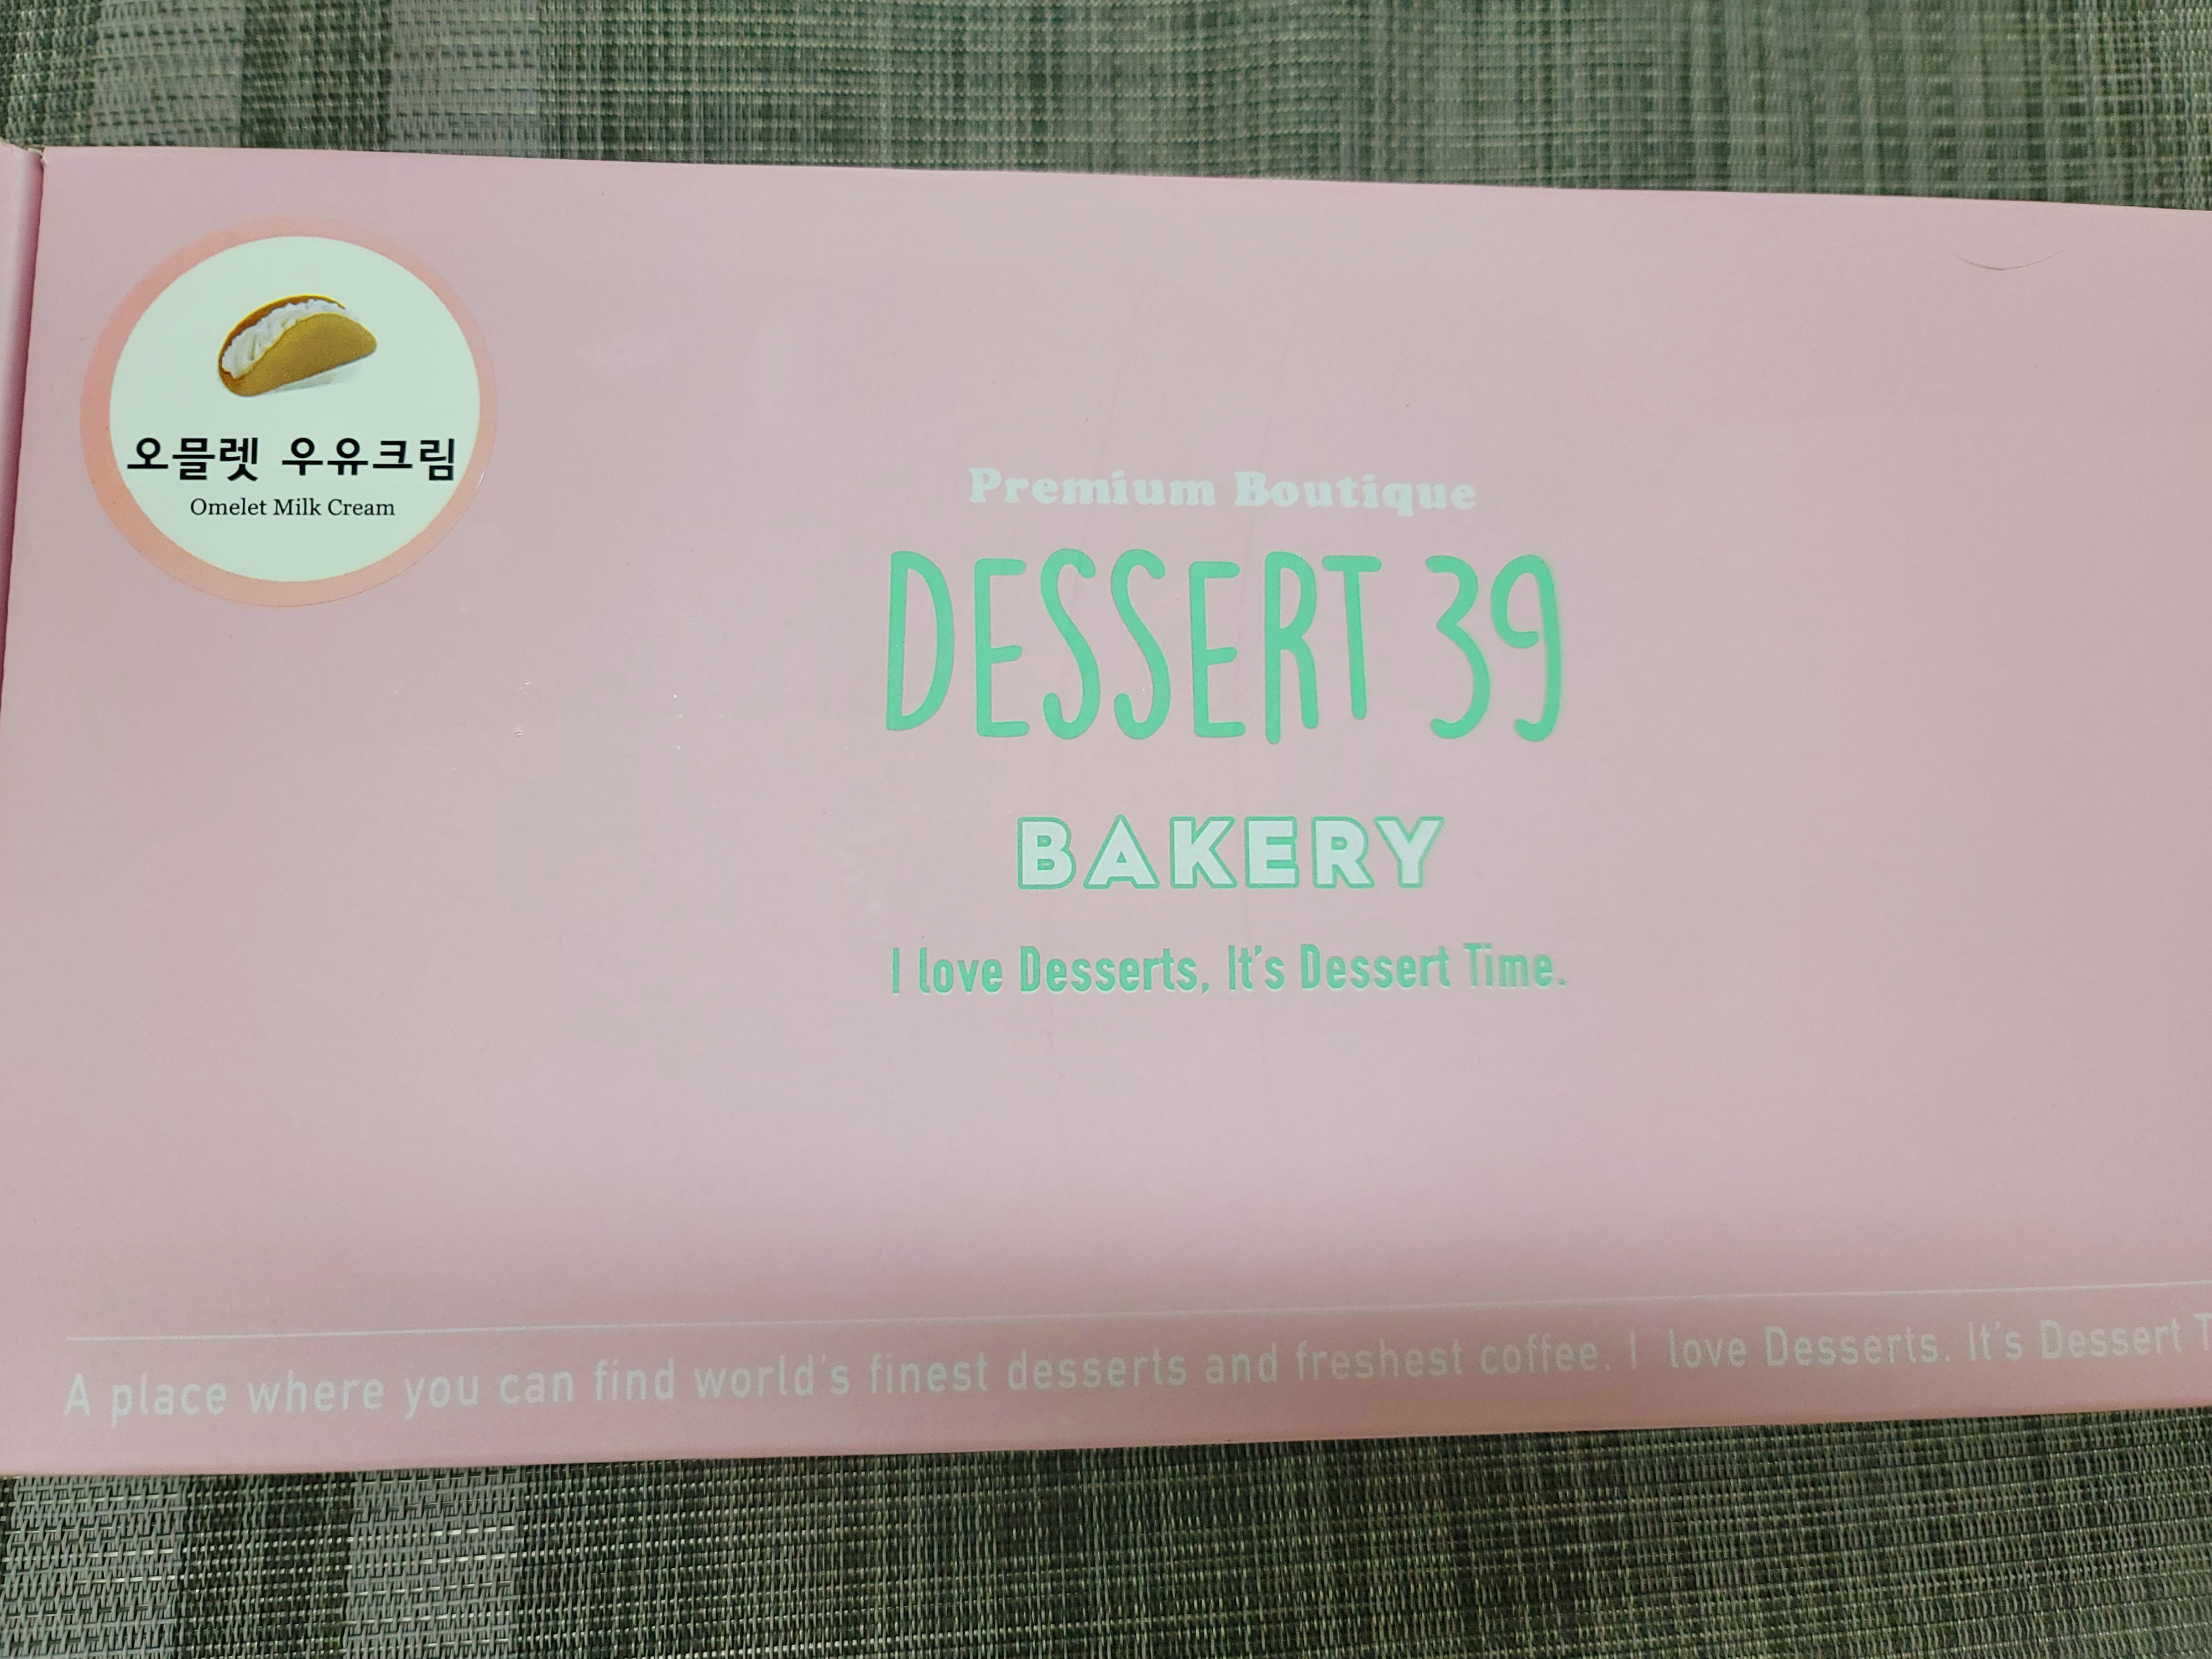 오믈렛 우유크림
Omelet Milk Cream
Premium Boutique
DESSERT 39
BAKERY
I love Desserts, It's Dessert Time.
A place where you can find world's finest desserts and freshest coffee. I love Desserts. It's Dessert T